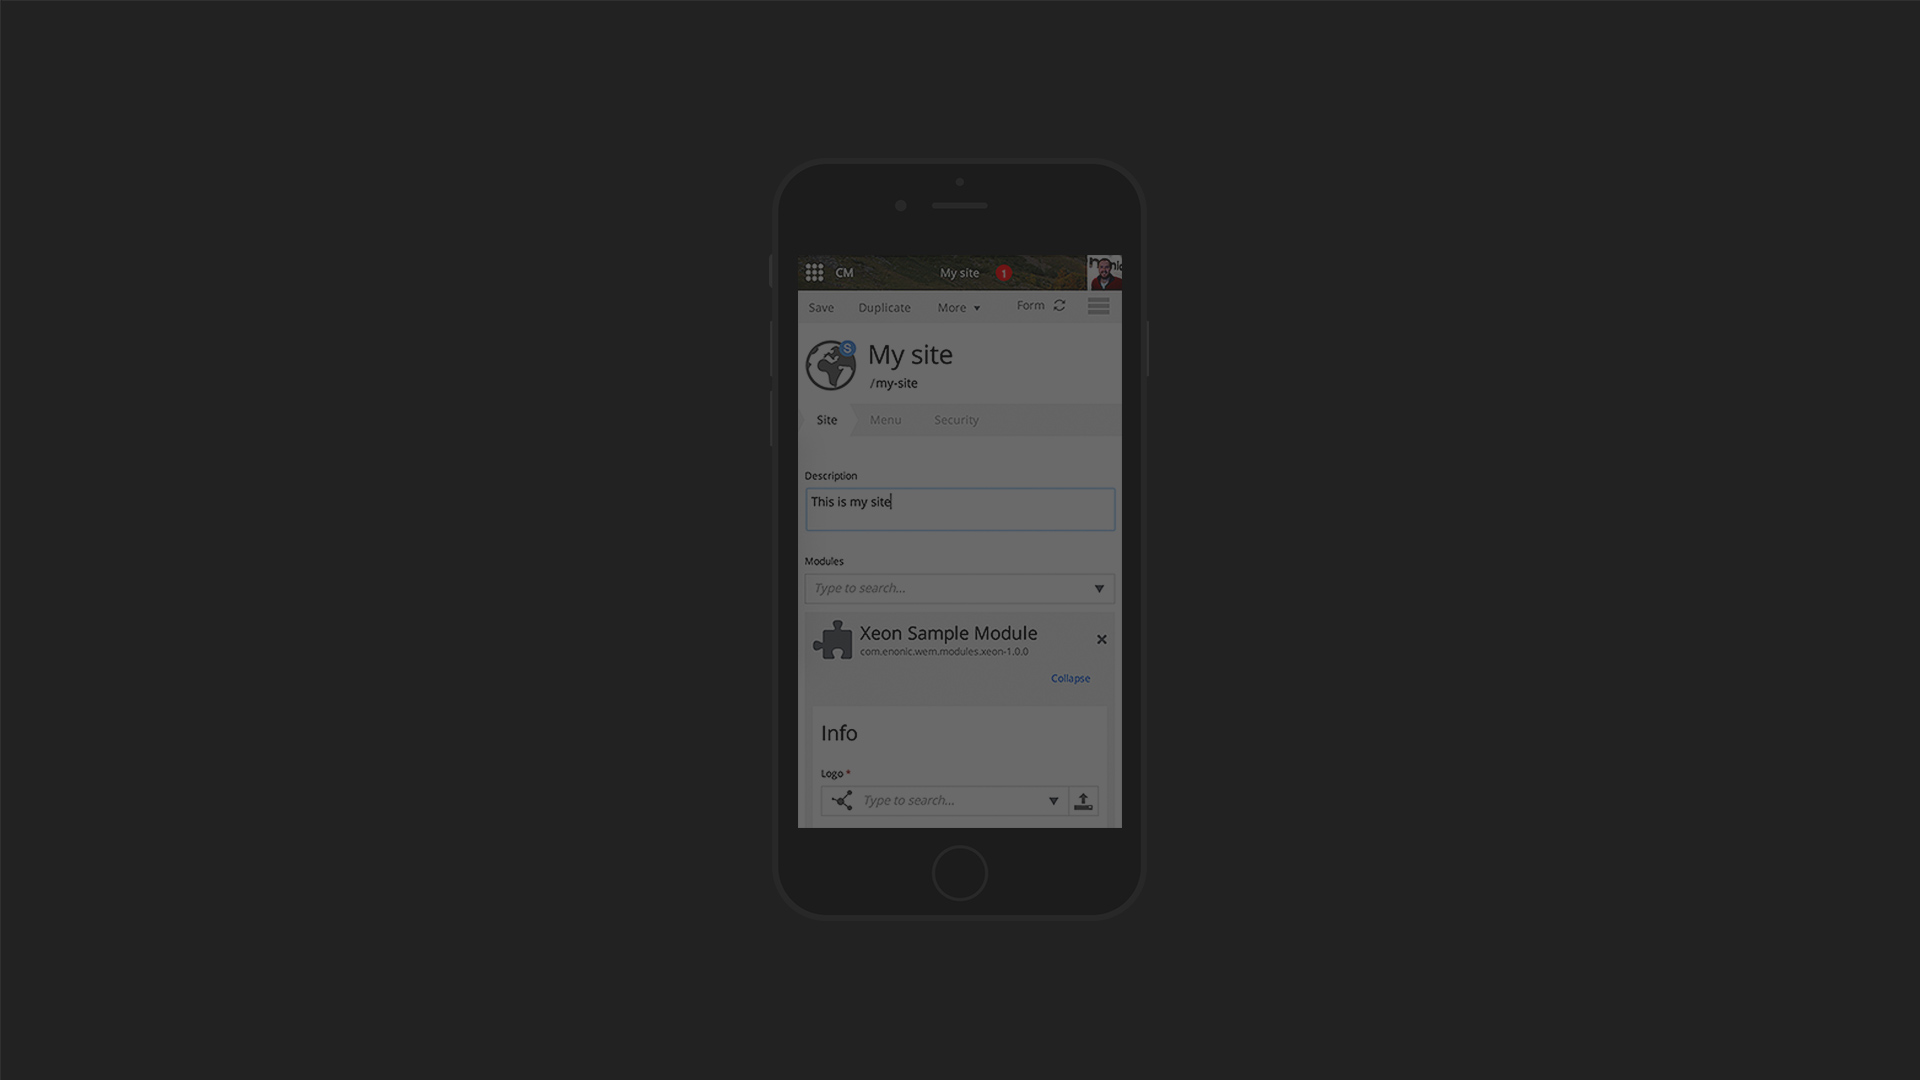 CM My site 1
Save Duplicate More Form
S
My site
/my-site
Site Menu Security
Description
This is my site
Modules
Type to search...
Xeon Sample Module
com.enonic.wem.modules.xeon-1.0.0
Collapse
Info
Logo *
Type to search...